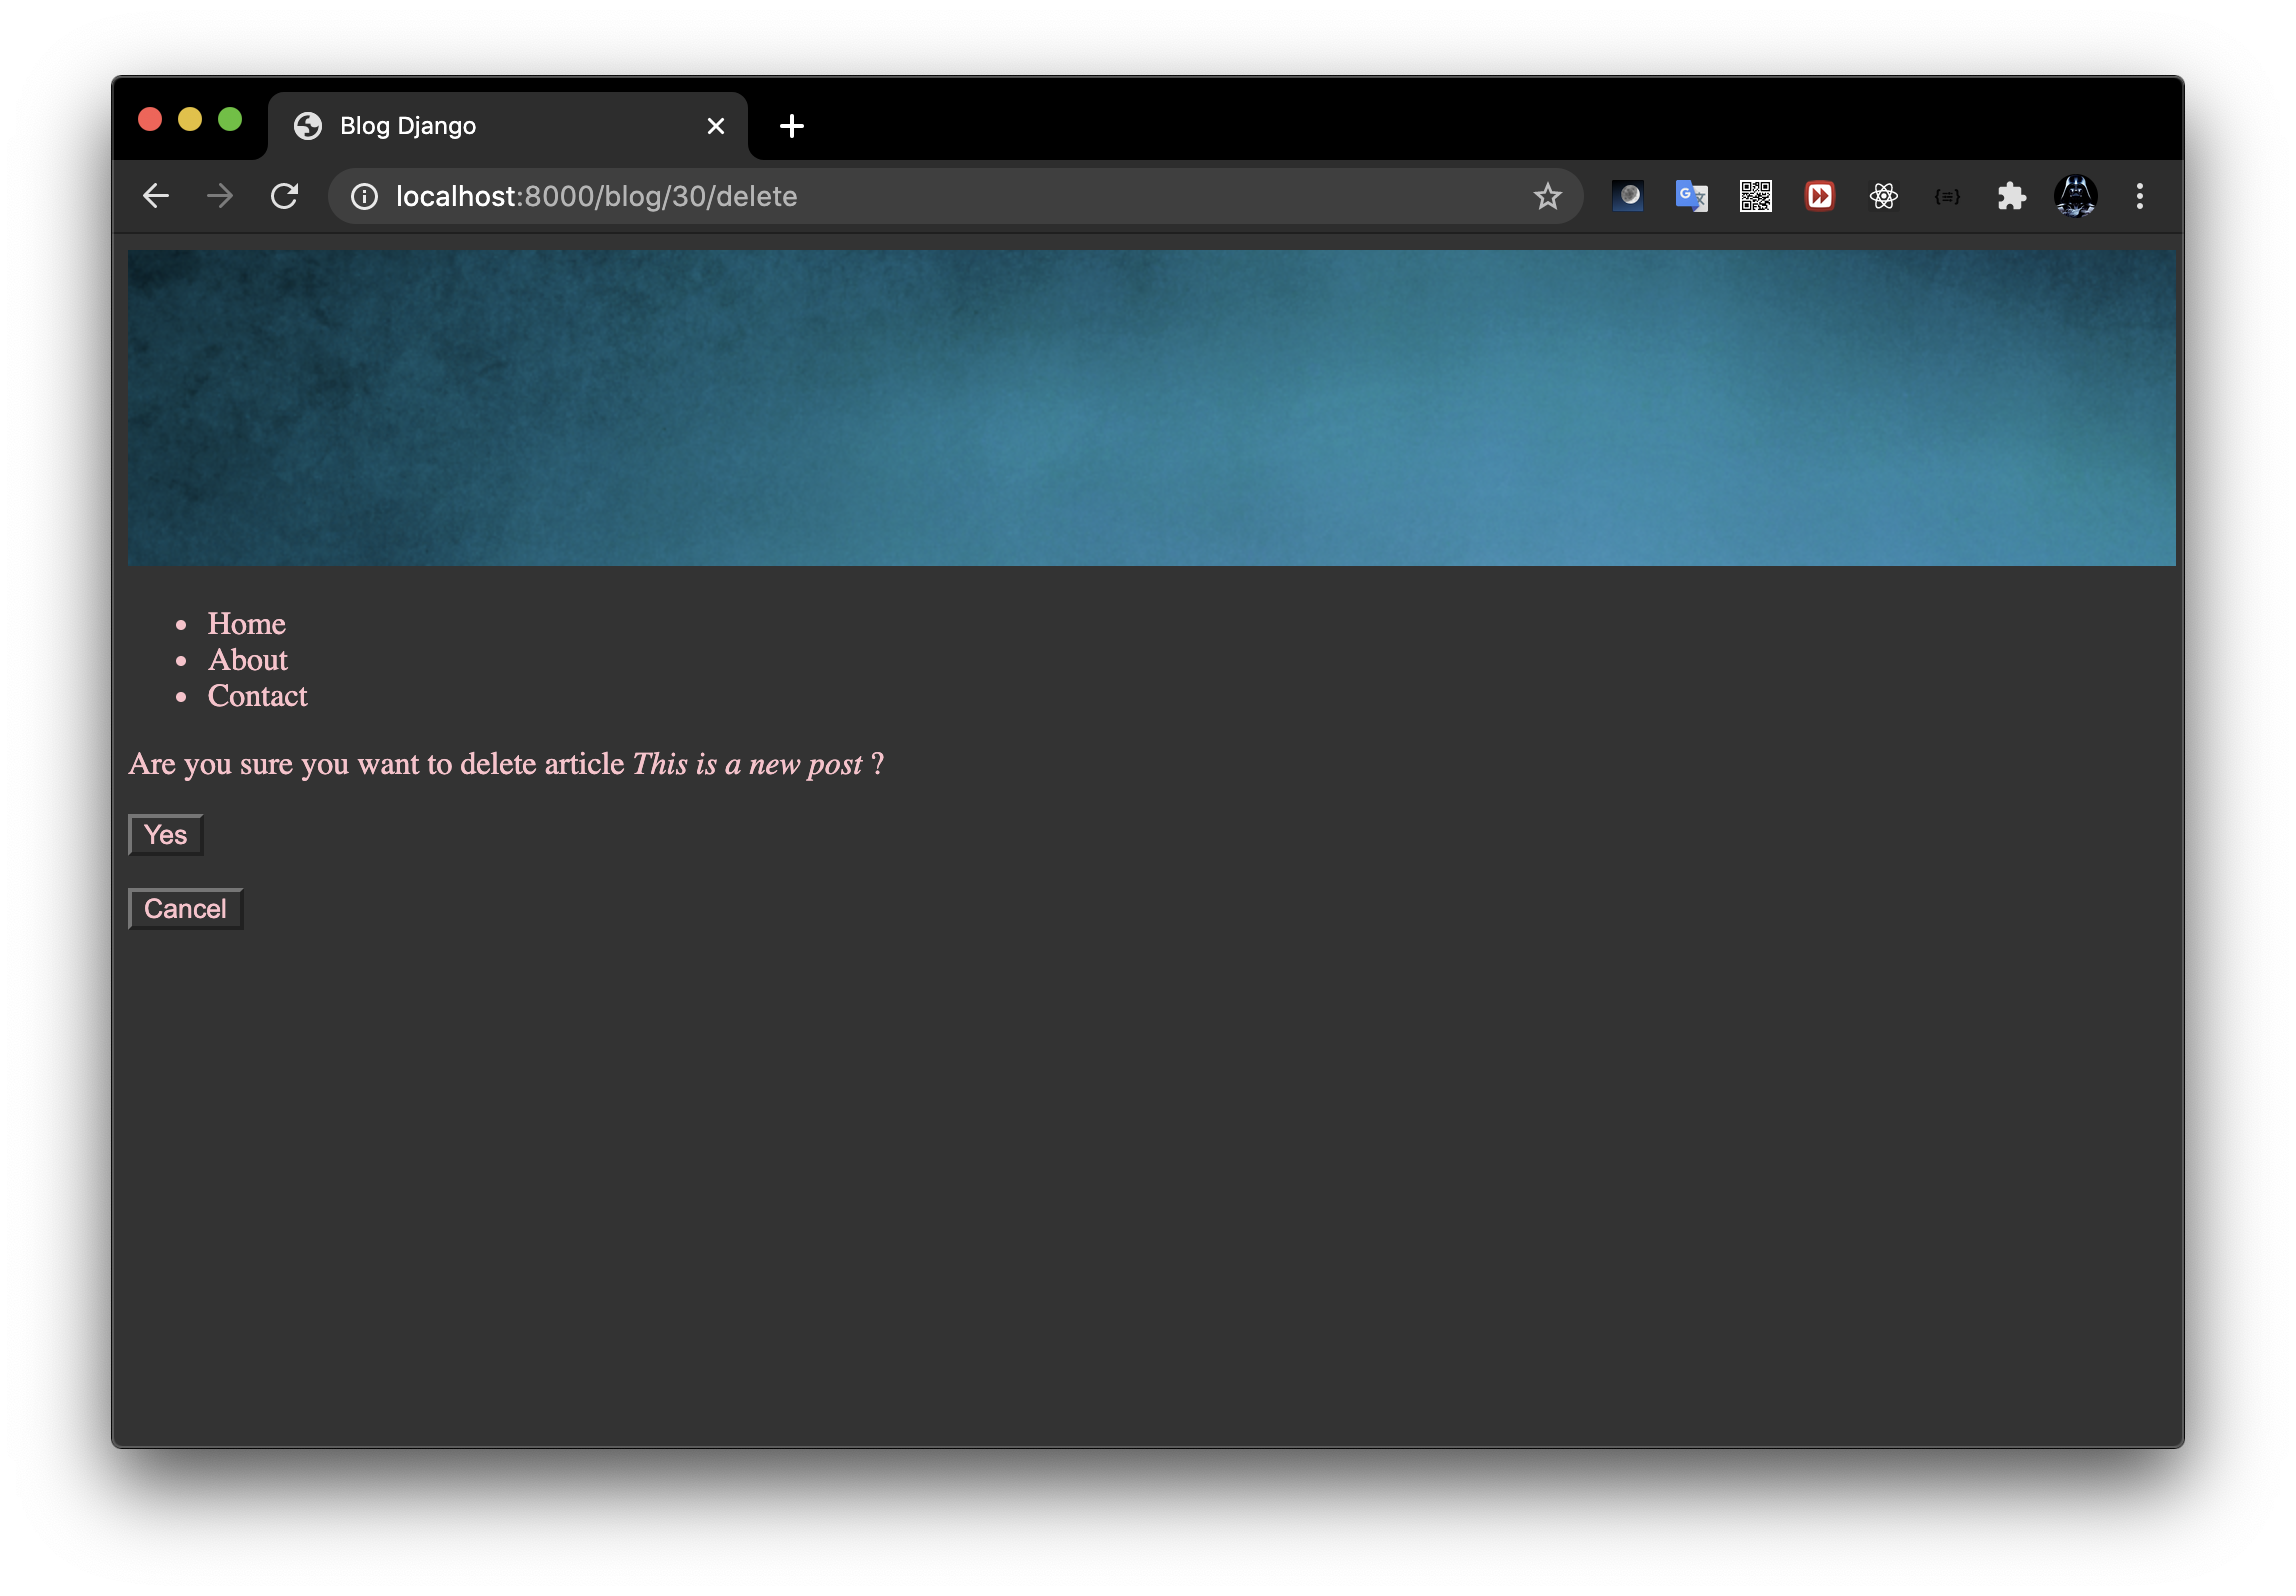 Blog Django
localhost:8000/blog/30/delete
Home
About
Contact
Are you sure you want to delete article This is a new post ?
Yes
Cancel